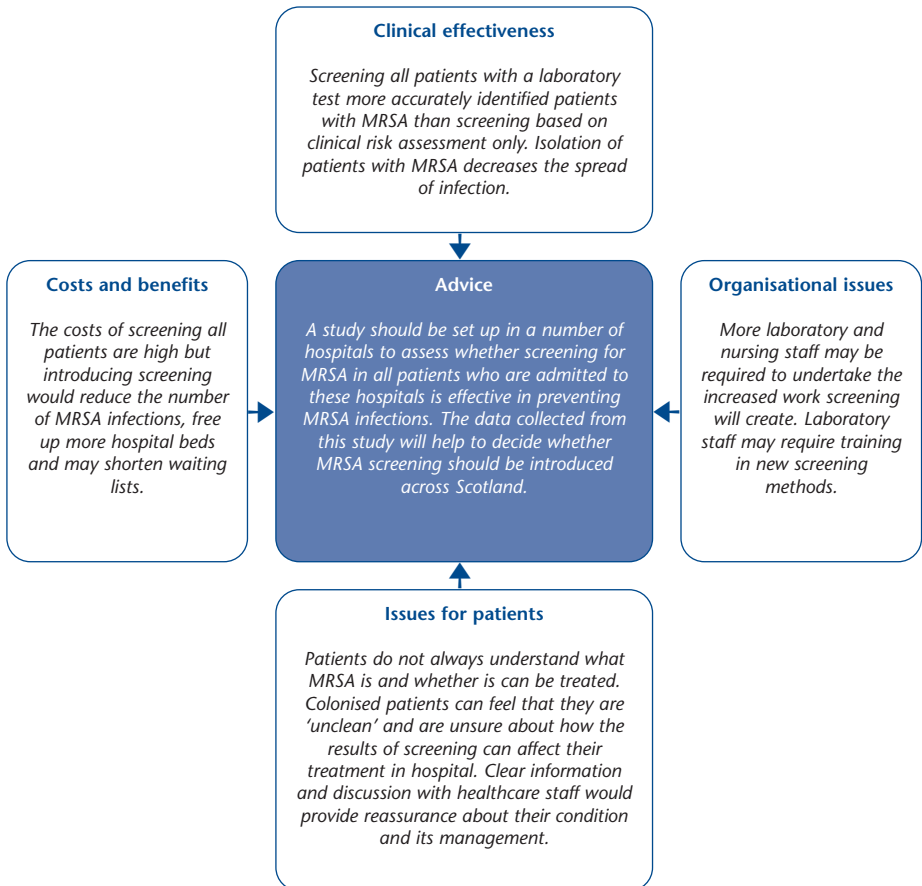 Clinical effectiveness
Screening all patients with a laboratory
test more accurately identified patients
with MRSA than screening based on
clinical risk assessment only. Isolation of
patients with MRSA decreases the spread
of infection.
Costs and benefits
The costs of screening all
patients are high but
introducing screening
would reduce the number
of MRSA infections, free
up more hospital beds
and may shorten waiting
lists.
Advice
A study should be set up in a number of
hospitals to assess whether screening for
MRSA in all patients who are admitted to
these hospitals is effective in preventing
MRSA infections. The data collected from
this study will help to decide whether
MRSA screening should be introduced
across Scotland.
Organisational issues
More laboratory and
nursing staff may be
required to undertake the
increased work screening
will create. Laboratory
staff may require training
in new screening
methods.
Issues for patients
Patients do not always understand what
MRSA is and whether is can be treated.
Colonised patients can feel that they are
‘unclean’ and are unsure about how the
results of screening can affect their
treatment in hospital. Clear information
and discussion with healthcare staff would
provide reassurance about their condition
and its management.